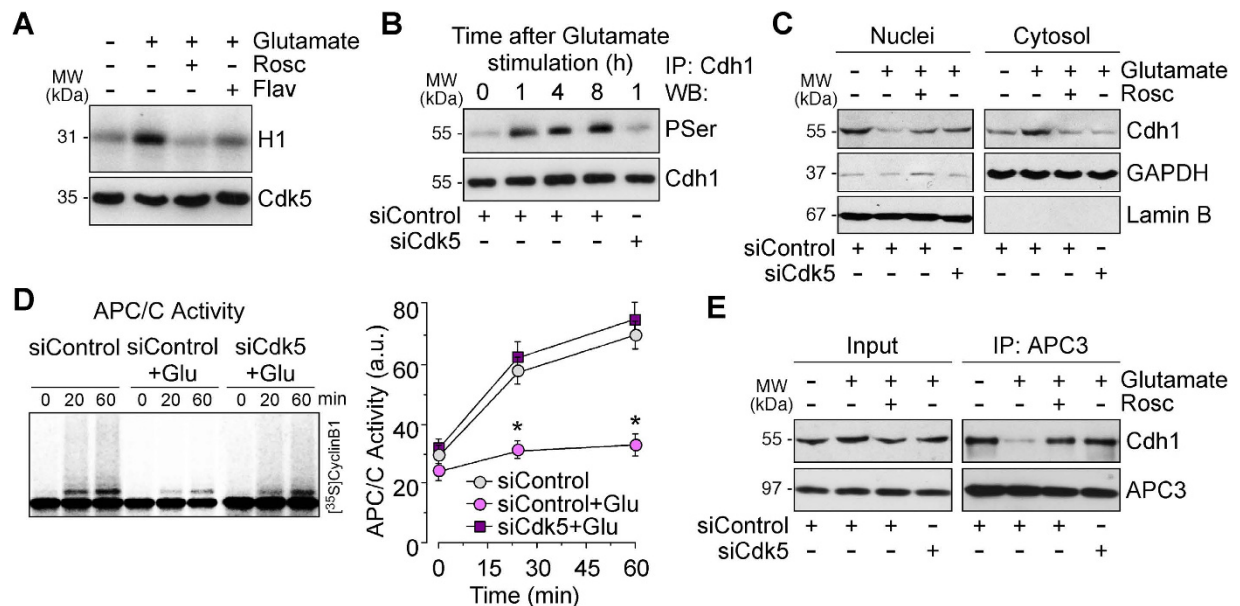 A
- + + + Glutamate
- - + - Rosc
- - - + Flav
MW
(kDa)
31 - H1
35 - Cdk5
B
Time after Glutamate
stimulation (h) IP: Cdh1
MW
(kDa)
0 1 4 8 1 WB:
55 - PSer
55 - Cdh1
siControl + + + + -
siCdk5 - - - - +
C
Nuclei Cytosol
- + + + - + + + Glutamate
- - + - - - + - Rosc
MW
(kDa)
55 - Cdh1
37 - GAPDH
67 - Lamin B
siControl + + + - + + + -
siCdk5 - - - + - - - +
D
APC/C Activity
siControl siControl siCdk5
+Glu +Glu
0 20 60 0 20 60 0 20 60 min
[35S]CyclinB1
APC/C Activity (a.u.)
80
60
40
20
0
* *
siControl
siControl+Glu
siCdk5+Glu
0 15 30 45 60
Time (min)
E
Input IP: APC3
- + + + - + + + Glutamate
- - + - - - + - Rosc
MW
(kDa)
55 - Cdh1
97 - APC3
siControl + + + - + + + -
siCdk5 - - - + - - - +